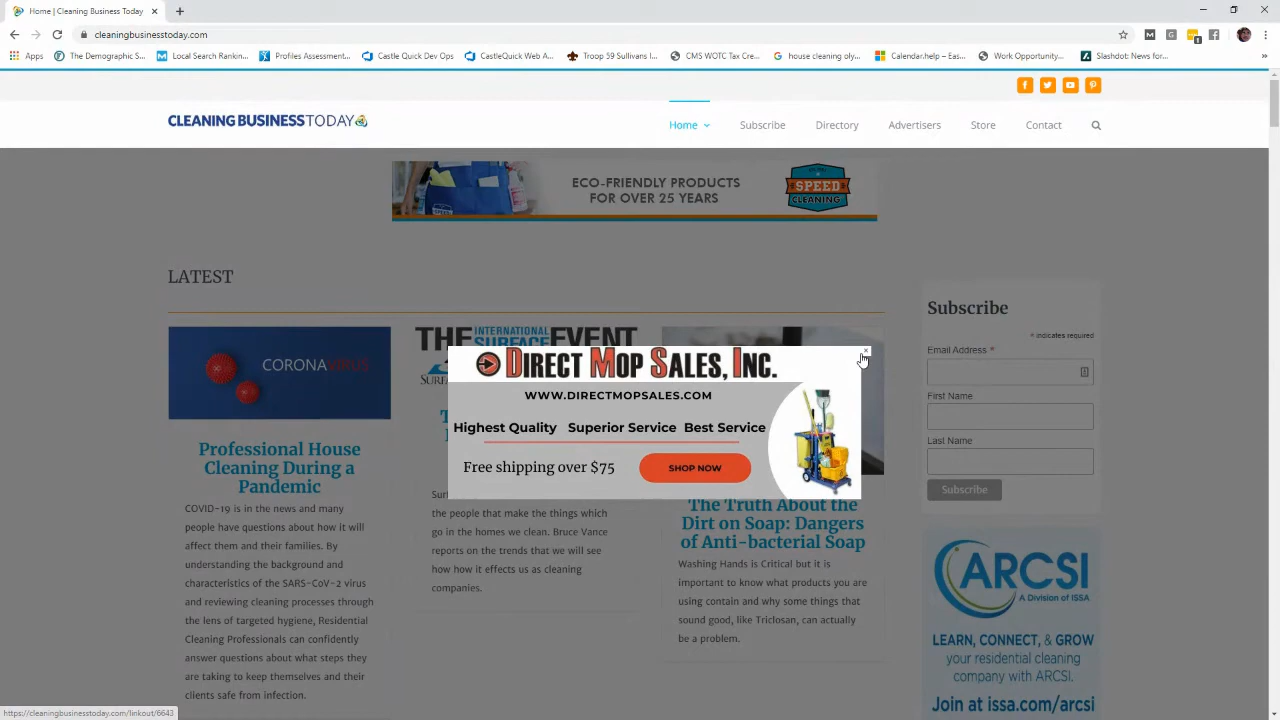 Home | Cleaning Business Today
cleaningbusinesstoday.com
Apps
The Demographic S...
Local Search Rankin...
Profiles Assessment...
Castle Quick Dev Ops
CastleQuick Web A...
Troop 59 Sullivans I...
CMS WOTC Tax Cre...
house cleaning oly...
Calendar.help – Eas...
Work Opportunity...
Slashdot: News for...
CLEANING BUSINESS TODAY
Home
Subscribe
Directory
Advertisers
Store
Contact
ECO-FRIENDLY PRODUCTS
FOR OVER 25 YEARS
SPEED
CLEANING
LATEST
CORONAVIRUS
Professional House
Cleaning During a
Pandemic
COVID-19 is in the news and many
people have questions about how it will
affect them and their families. By
understanding the background and
characteristics of the SARS-CoV-2 virus
and reviewing cleaning processes through
the lens of targeted hygiene, Residential
Cleaning Professionals can confidently
answer questions about what steps they
are taking to keep themselves and their
clients safe from infection.
THE INTERNATIONAL SURFACE EVENT
DIRECT MOP SALES, INC.
WWW.DIRECTMOPSALES.COM
Highest Quality Superior Service Best Service
Free shipping over $75
SHOP NOW
the people that make the things which
go in the homes we clean. Bruce Vance
reports on the trends that we will see
how how it effects us as cleaning
companies.
The Truth About the
Dirt on Soap: Dangers
of Anti-bacterial Soap
Washing Hands is Critical but it is
important to know what products you are
using contain and why some things that
sound good, like Triclosan, can actually
be a problem.
Subscribe
* indicates required
Email Address *
First Name
Last Name
Subscribe
ARCSI
A Division of ISSA
LEARN, CONNECT, & GROW
your residential cleaning
company with ARCSI.
Join at issa.com/arcsi
https://cleaningbusinesstoday.com/linkout/6643